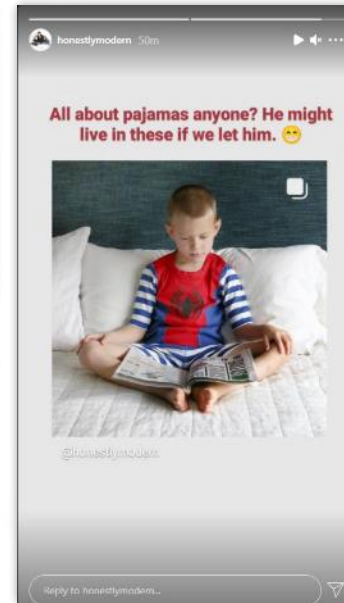 honestlymodern 50m
All about pajamas anyone? He might
live in these if we let him. 😁
@honestlymodern
Reply to honestlymodern...